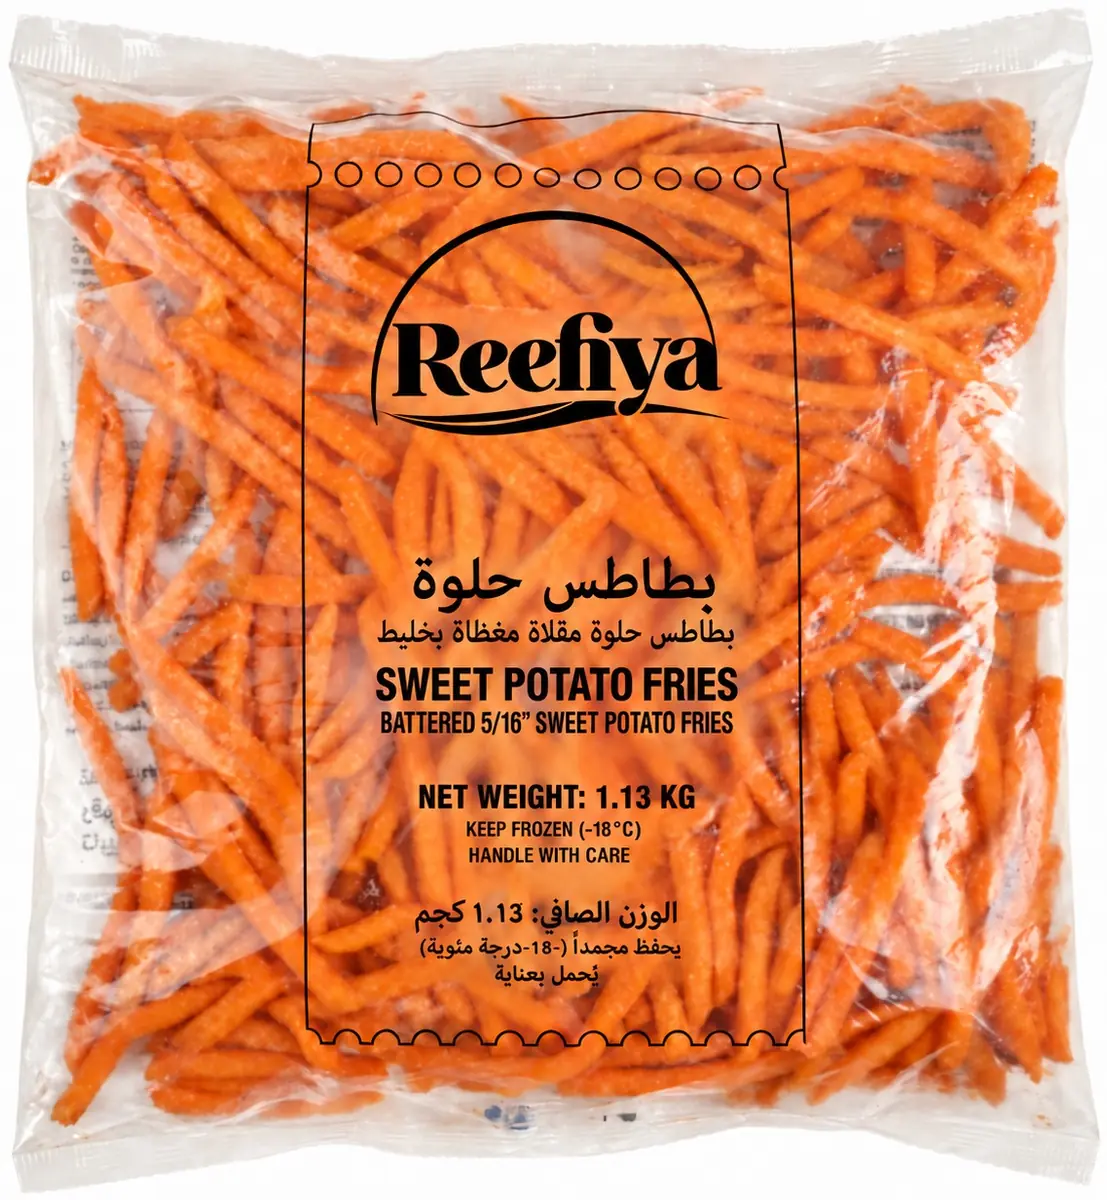 Reefiya
بطاطس حلوة
بطاطس حلوة مقلاة مغظاة بخليط
SWEET POTATO FRIES
BATTERED 5/16” SWEET POTATO FRIES
NET WEIGHT: 1.13 KG
KEEP FROZEN (-18°C)
HANDLE WITH CARE
الوزن الصافي: 1.13 كجم
يحفظ مجمداً (-18-درجة مئوية)
يُحمل بعناية